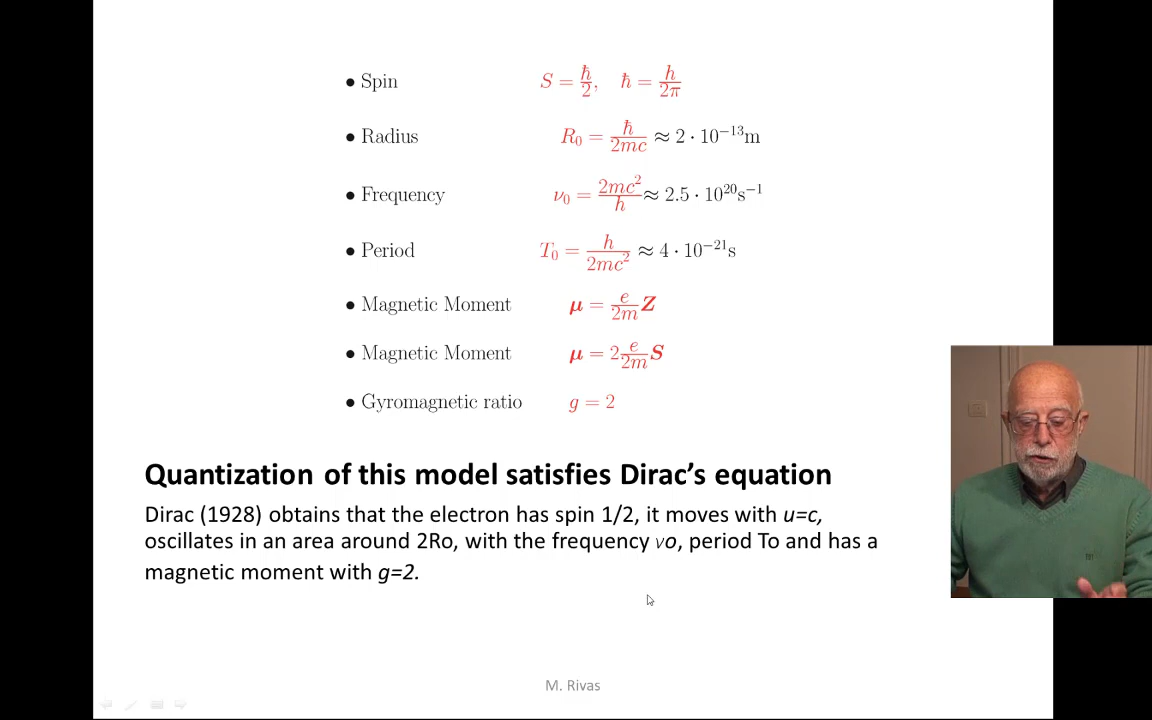 • Spin S = ħ/2, ħ = h/2π
• Radius R₀ = ħ/2mc ≈ 2 · 10⁻¹³m
• Frequency ν₀ = 2mc²/h ≈ 2.5 · 10²⁰s⁻¹
• Period T₀ = h/2mc² ≈ 4 · 10⁻²¹s
• Magnetic Moment μ = e/2m Z
• Magnetic Moment μ = 2 e/2m S
• Gyromagnetic ratio g = 2
Quantization of this model satisfies Dirac's equation
Dirac (1928) obtains that the electron has spin 1/2, it moves with u=c,
oscillates in an area around 2Ro, with the frequency νo, period To and has a
magnetic moment with g=2.
M. Rivas